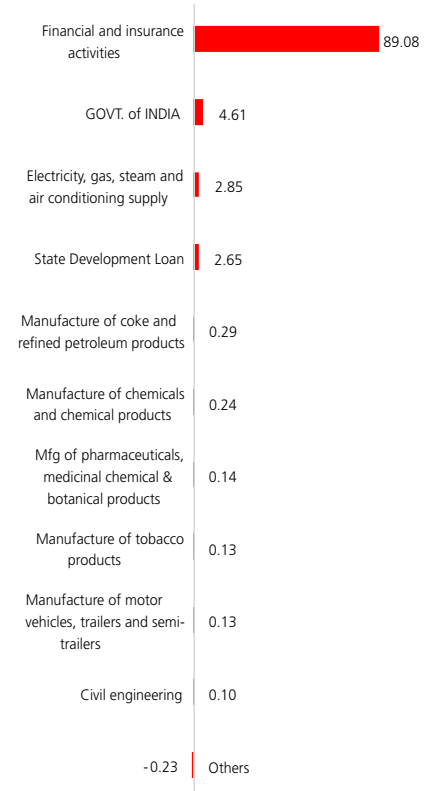 Financial and insurance
activities
89.08
GOVT. of INDIA
4.61
Electricity, gas, steam and
air conditioning supply
2.85
State Development Loan
2.65
Manufacture of coke and
refined petroleum products
0.29
Manufacture of chemicals
and chemical products
0.24
Mfg of pharmaceuticals,
medicinal chemical &
botanical products
0.14
Manufacture of tobacco
products
0.13
Manufacture of motor
vehicles, trailers and semi-
trailers
0.13
Civil engineering
0.10
-0.23
Others